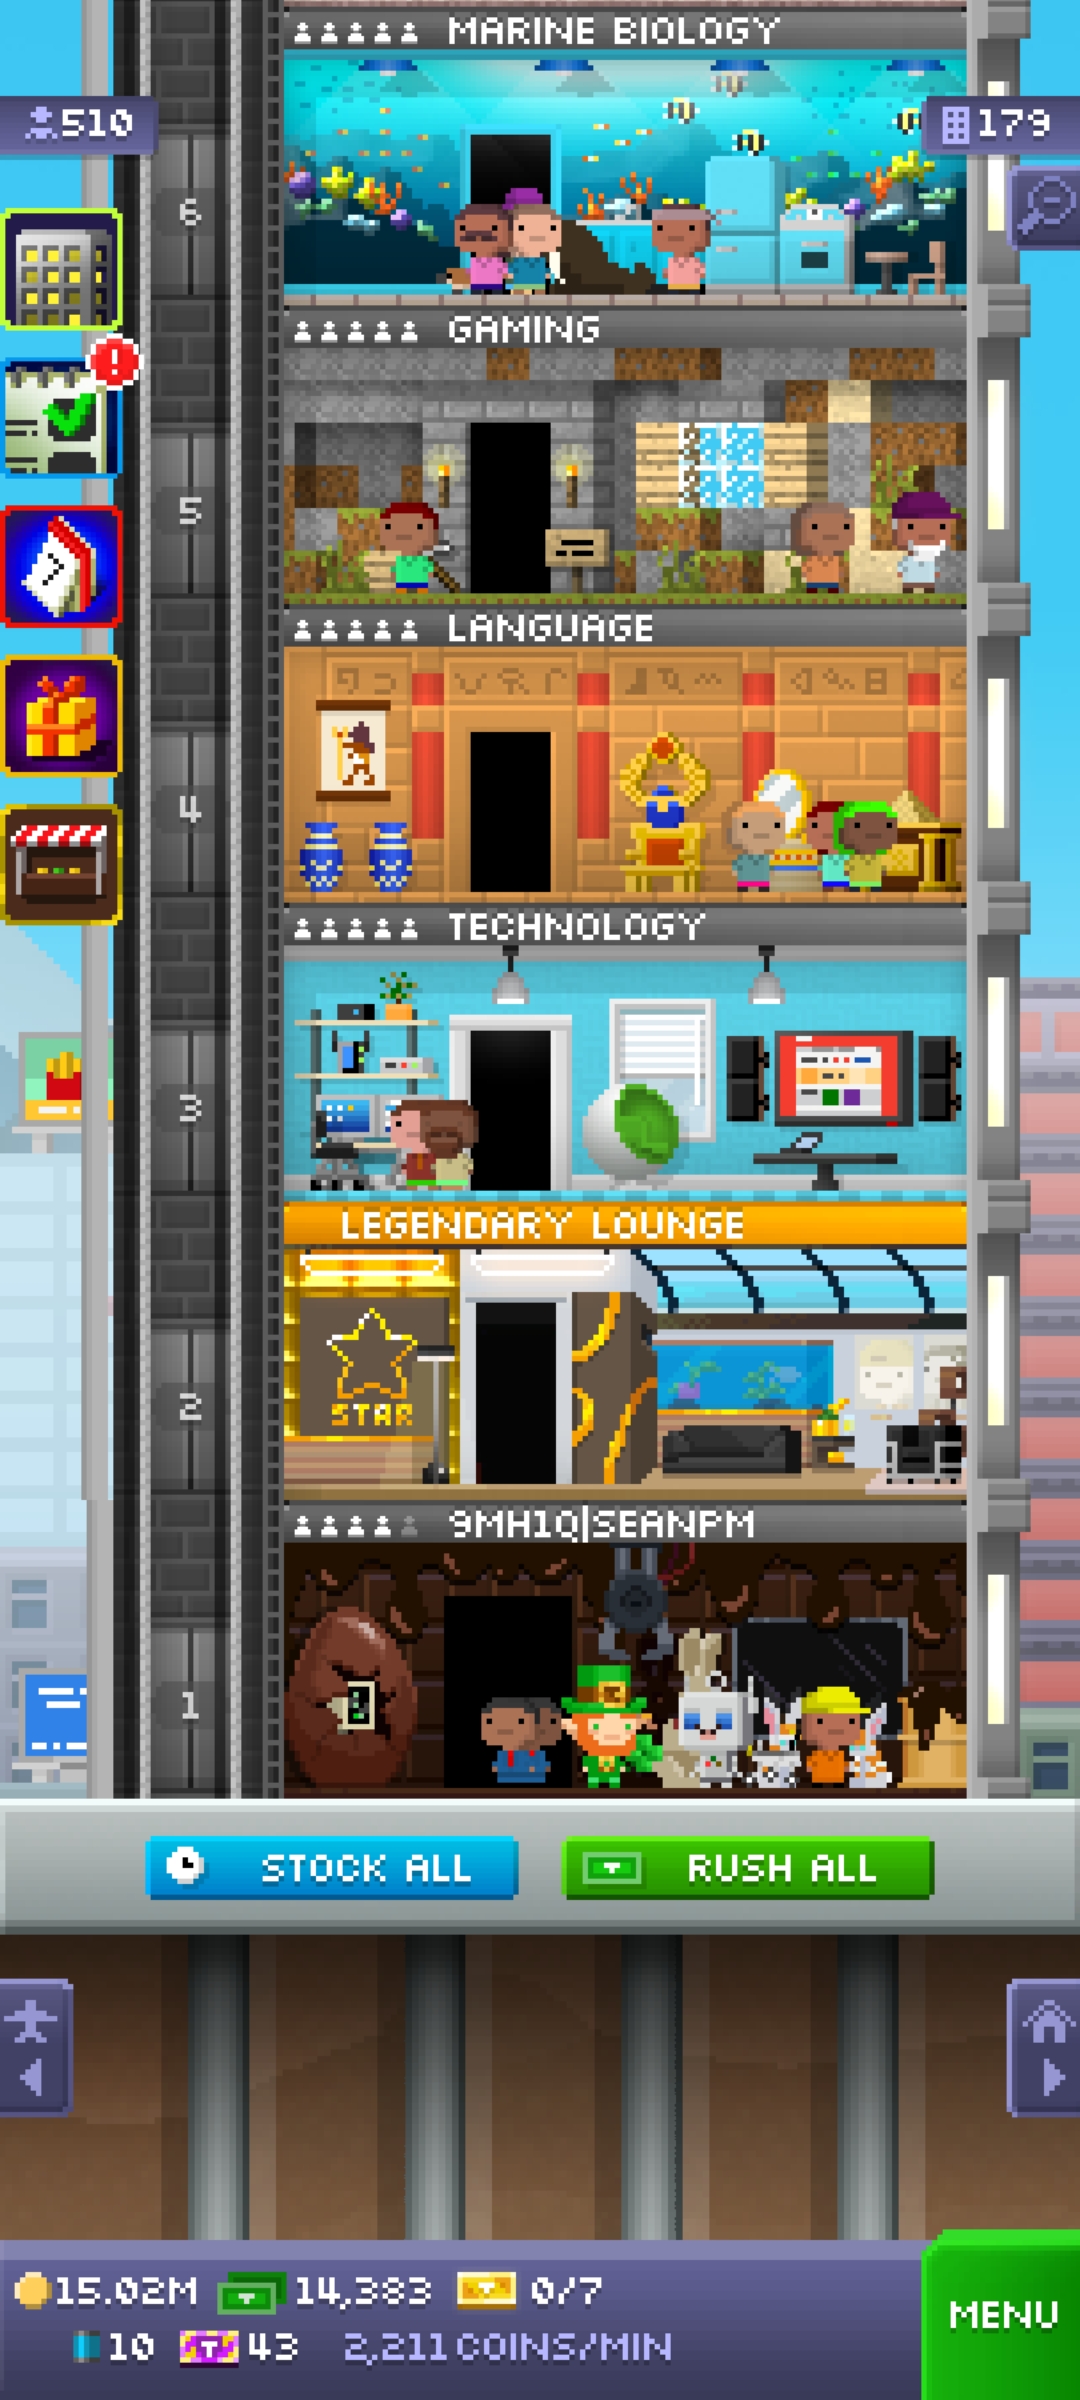 MARINE BIOLOGY
510
179
6
GAMING
5
LANGUAGE
4
TECHNOLOGY
3
LEGENDARY LOUNGE
STAR
2
9MH1Q|SEANPM
1
STOCK ALL
RUSH ALL
15.02M
14,383
0/7
MENU
10
43
2,211 COINS/MIN